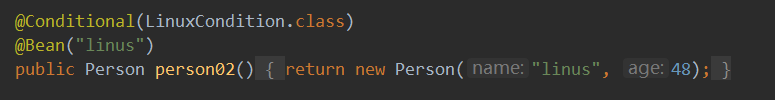 @Conditional(LinuxCondition.class)
@Bean("linus")
public Person person02() { return new Person( name: "linus", age: 48); }